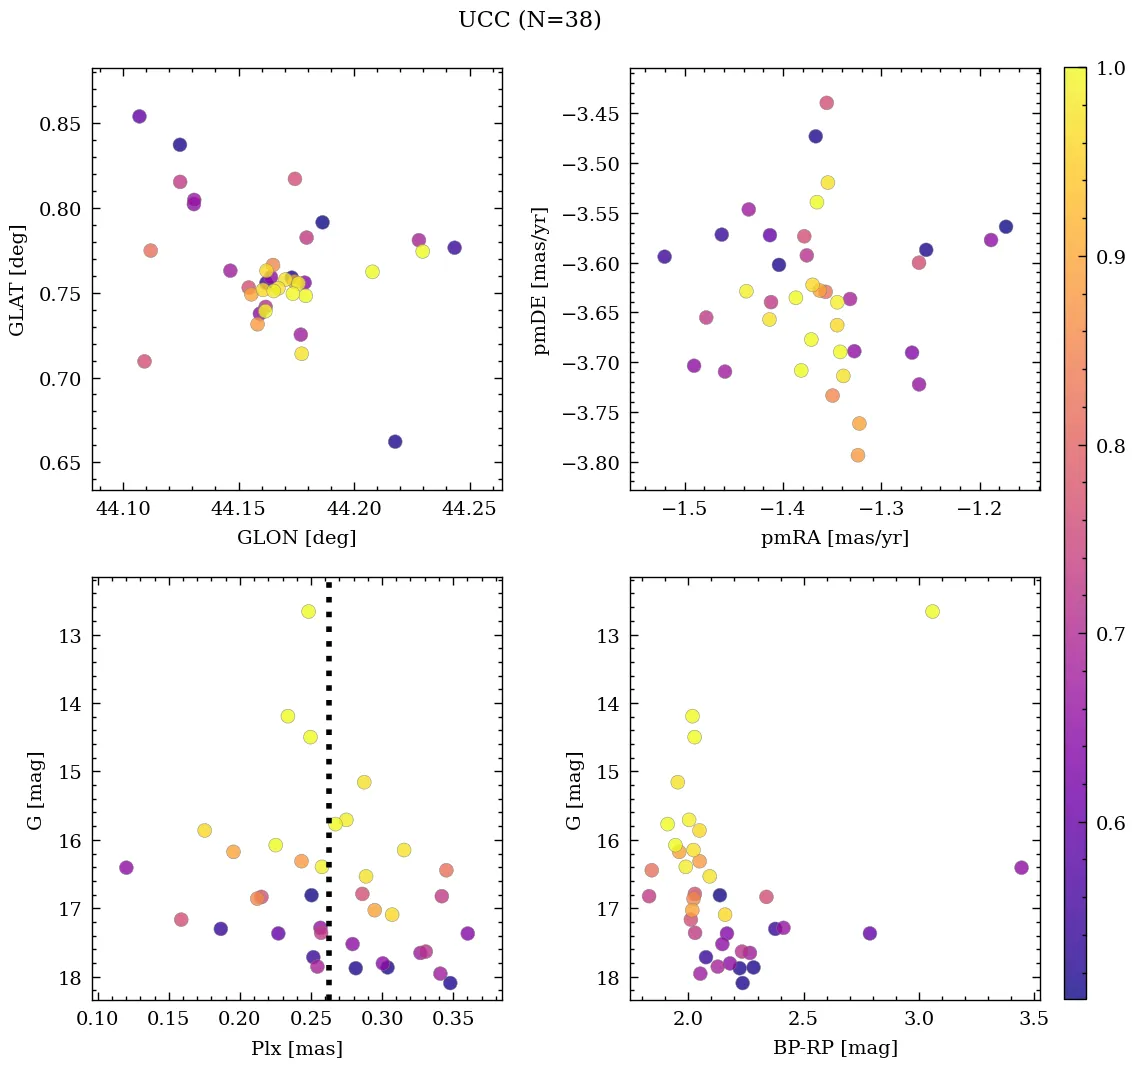 UCC (N=38)
0.85
0.80
0.75
0.70
0.65
GLAT [deg]
44.10 44.15 44.20 44.25
GLON [deg]
−3.45
−3.50
−3.55
−3.60
−3.65
−3.70
−3.75
−3.80
pmDE [mas/yr]
−1.5 −1.4 −1.3 −1.2
pmRA [mas/yr]
1.0
0.9
0.8
0.7
0.6
13
14
15
16
17
18
G [mag]
0.10 0.15 0.20 0.25 0.30 0.35
Plx [mas]
13
14
15
16
17
18
G [mag]
2.0 2.5 3.0 3.5
BP-RP [mag]